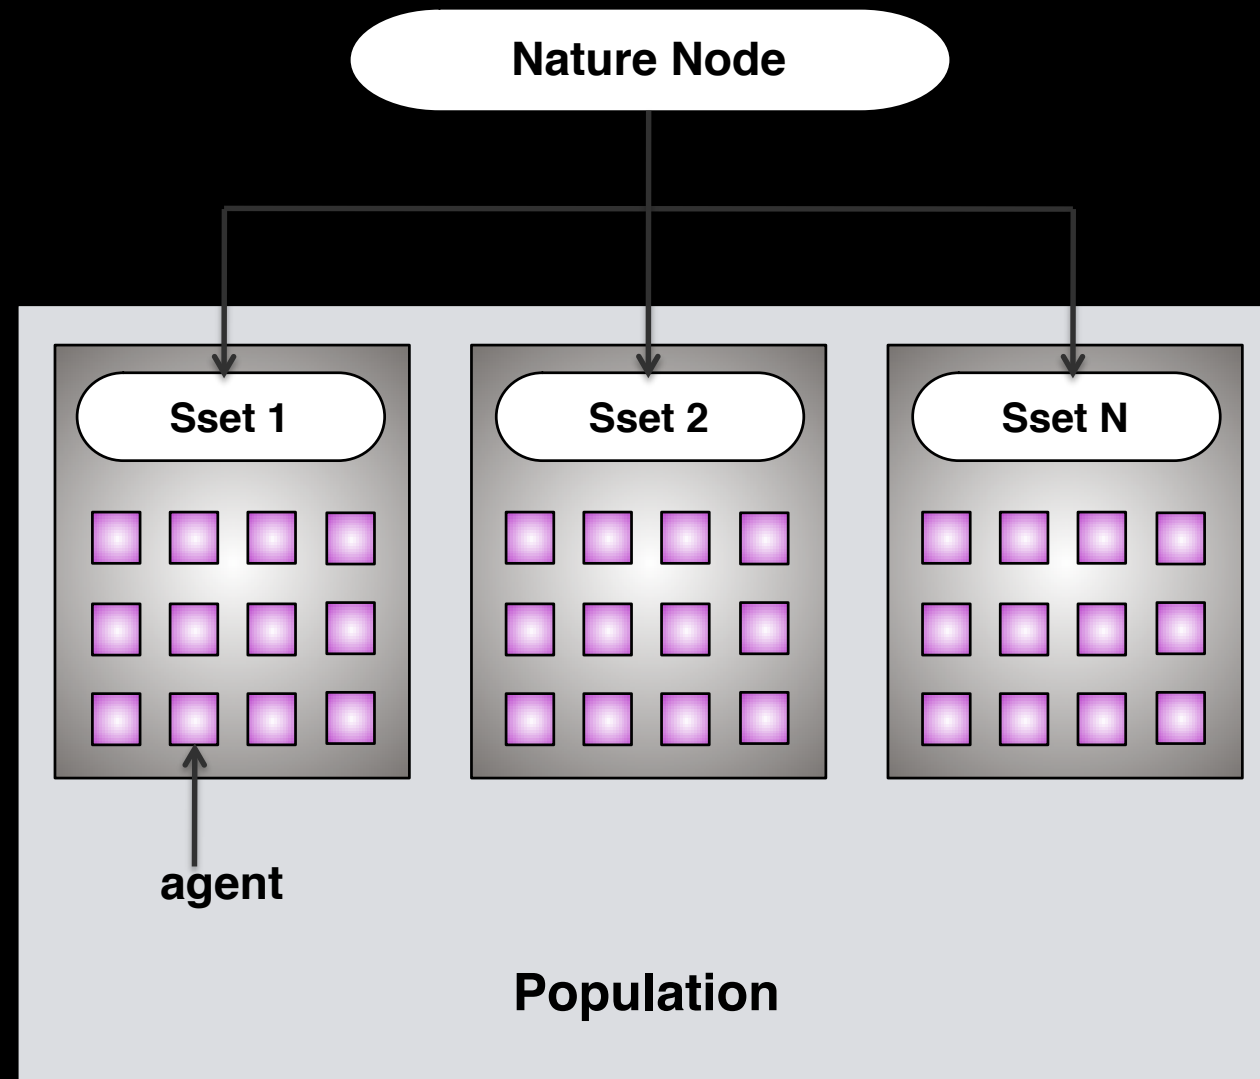 Nature Node
Sset 1
Sset 2
Sset N
agent
Population